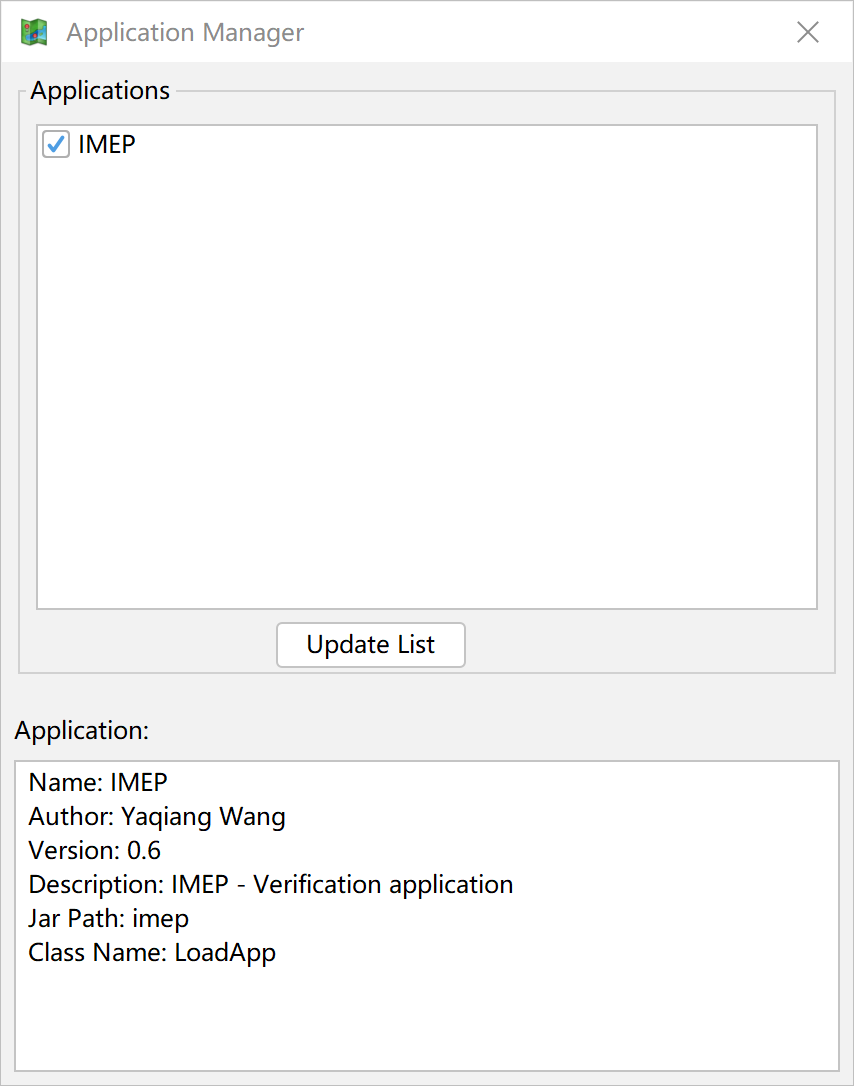 Application Manager
Applications
IMEP
Update List
Application:
Name: IMEP
Author: Yaqiang Wang
Version: 0.6
Description: IMEP - Verification application
Jar Path: imep
Class Name: LoadApp